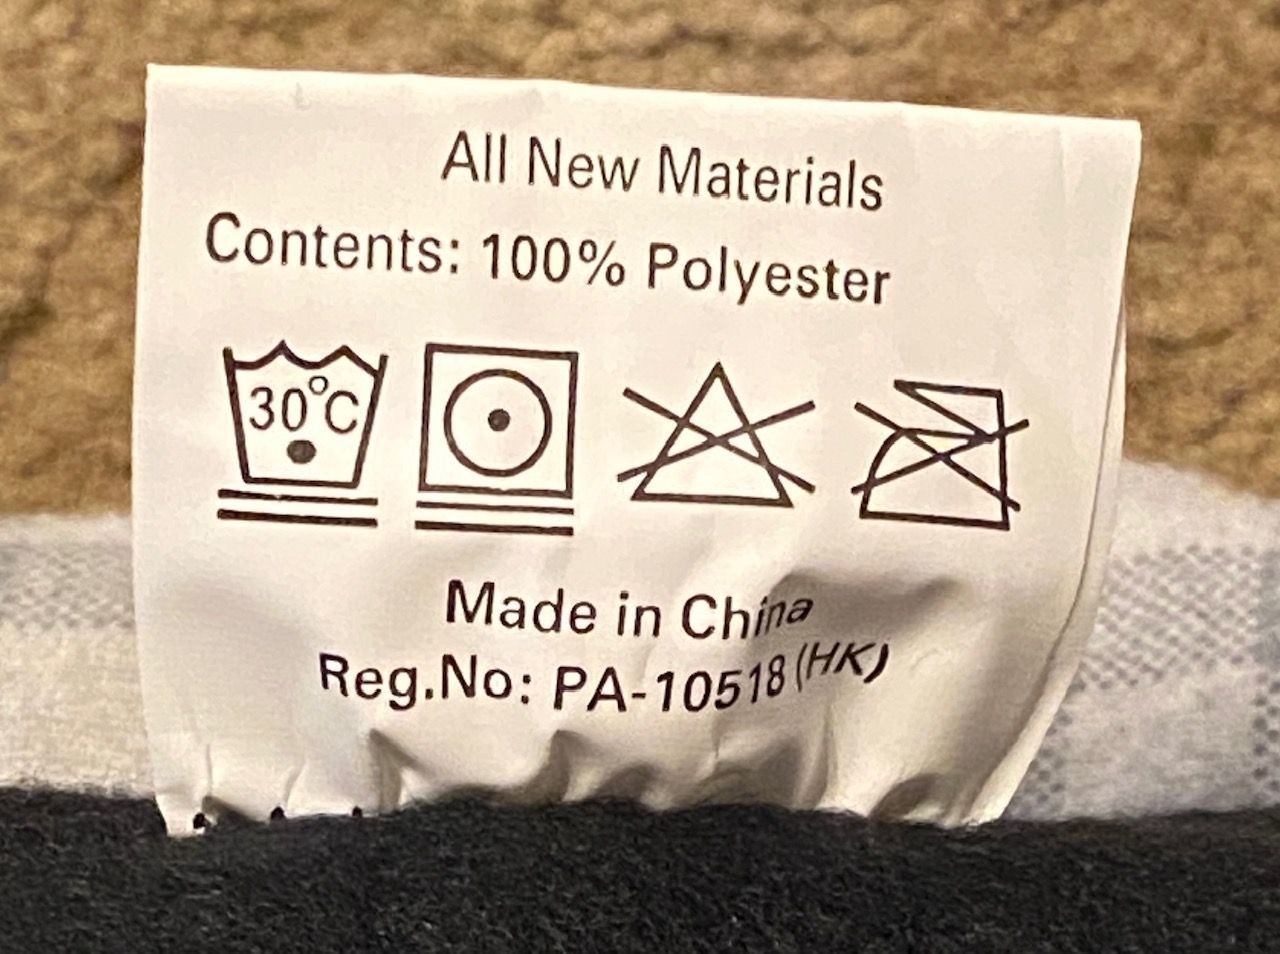 All New Materials
Contents: 100% Polyester
30°C
Made in China
Reg.No: PA-10518(HK)